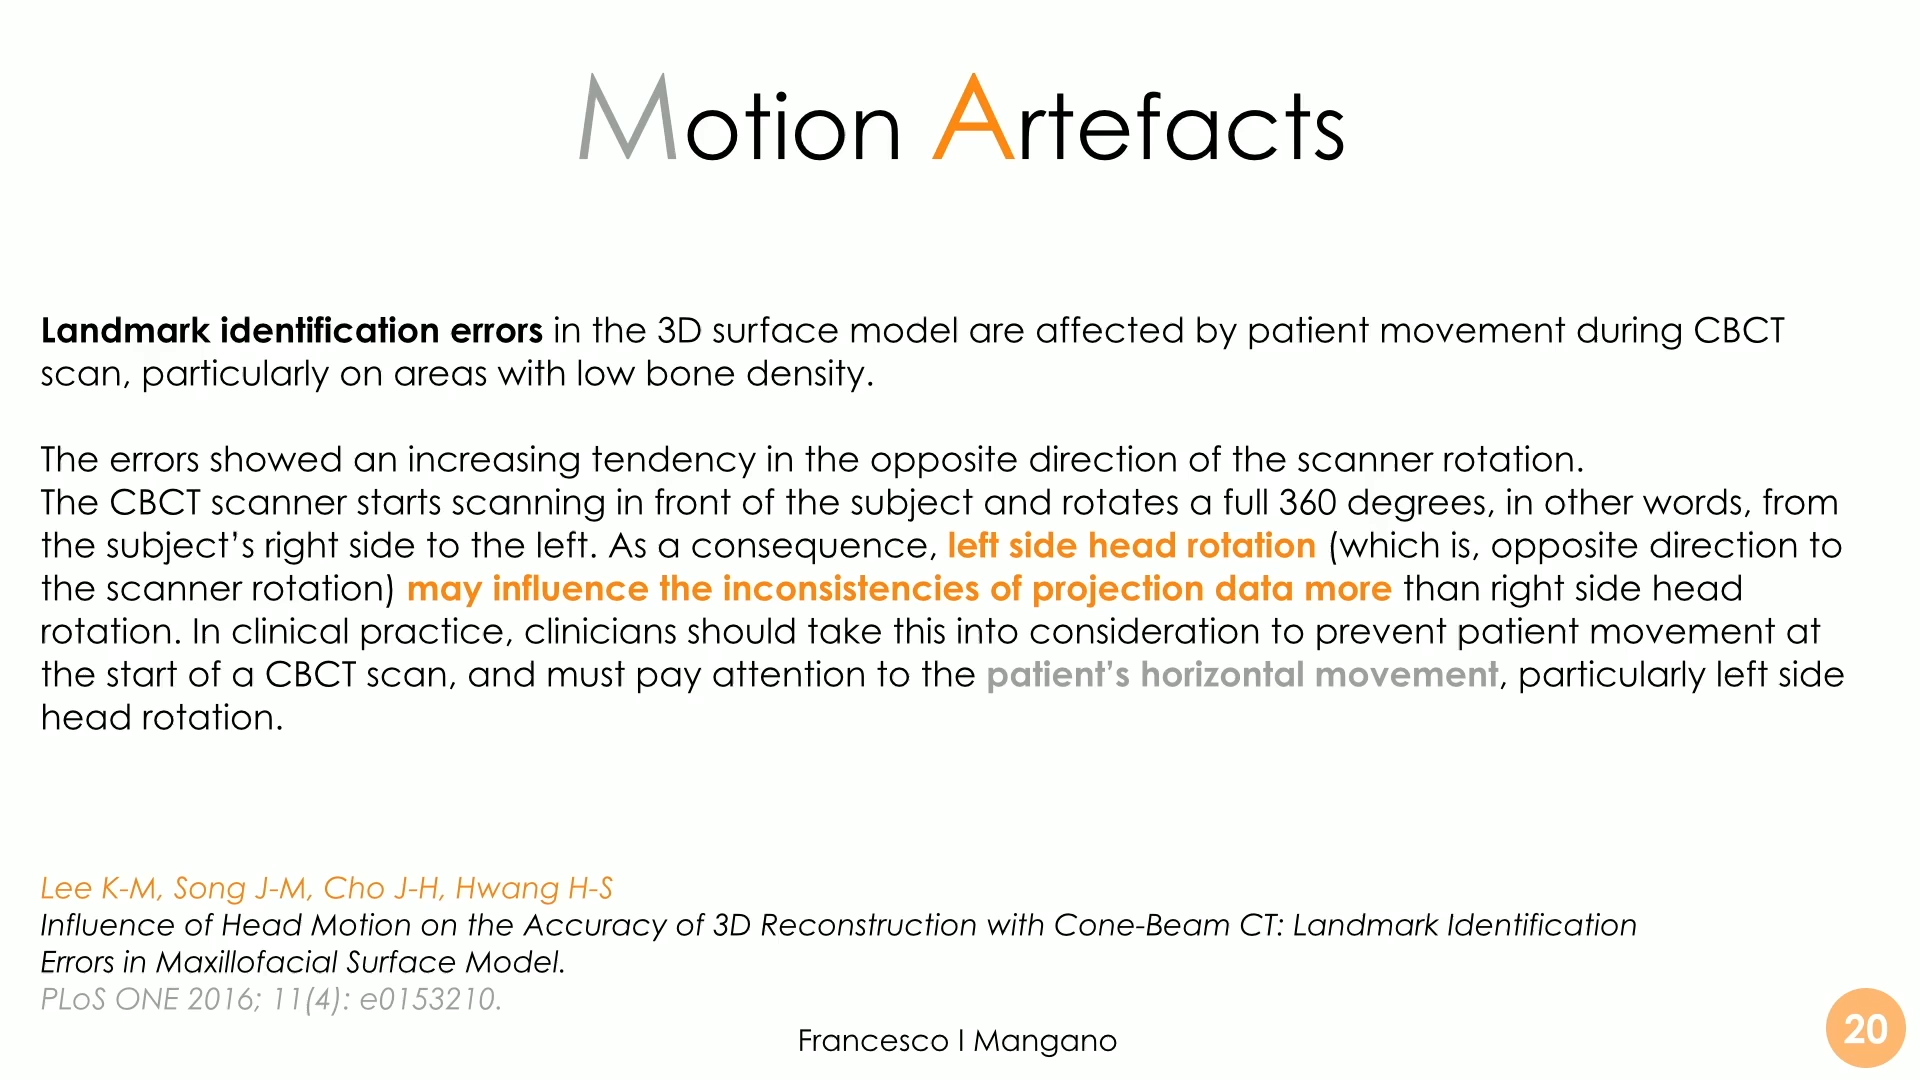 Motion Artefacts
Landmark identification errors in the 3D surface model are affected by patient movement during CBCT
scan, particularly on areas with low bone density.
The errors showed an increasing tendency in the opposite direction of the scanner rotation.
The CBCT scanner starts scanning in front of the subject and rotates a full 360 degrees, in other words, from
the subject’s right side to the left. As a consequence, left side head rotation (which is, opposite direction to
the scanner rotation) may influence the inconsistencies of projection data more than right side head
rotation. In clinical practice, clinicians should take this into consideration to prevent patient movement at
the start of a CBCT scan, and must pay attention to the patient’s horizontal movement, particularly left side
head rotation.
Lee K-M, Song J-M, Cho J-H, Hwang H-S
Influence of Head Motion on the Accuracy of 3D Reconstruction with Cone-Beam CT: Landmark Identification
Errors in Maxillofacial Surface Model.
PLoS ONE 2016; 11(4): e0153210.
Francesco I Mangano
20